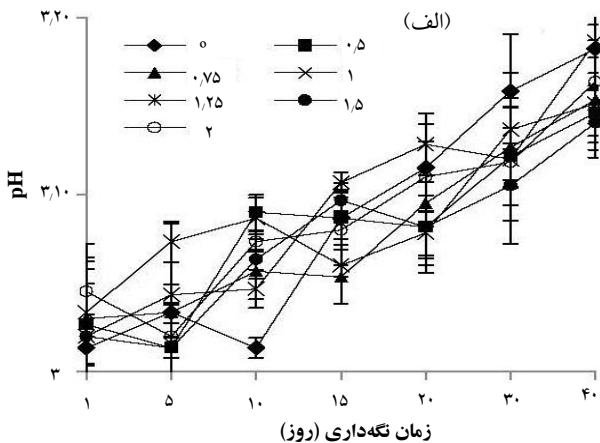 (الف)
۳٫۲۰
۰ ۰٫۵
۰٫۷۵ ۱
۱٫۲۵ ۱٫۵
۲
۳٫۱۰
pH
۳
۱ ۵ ۱۰ ۱۵ ۲۰ ۳۰ ۴۰
زمان نگه‌داری (روز)